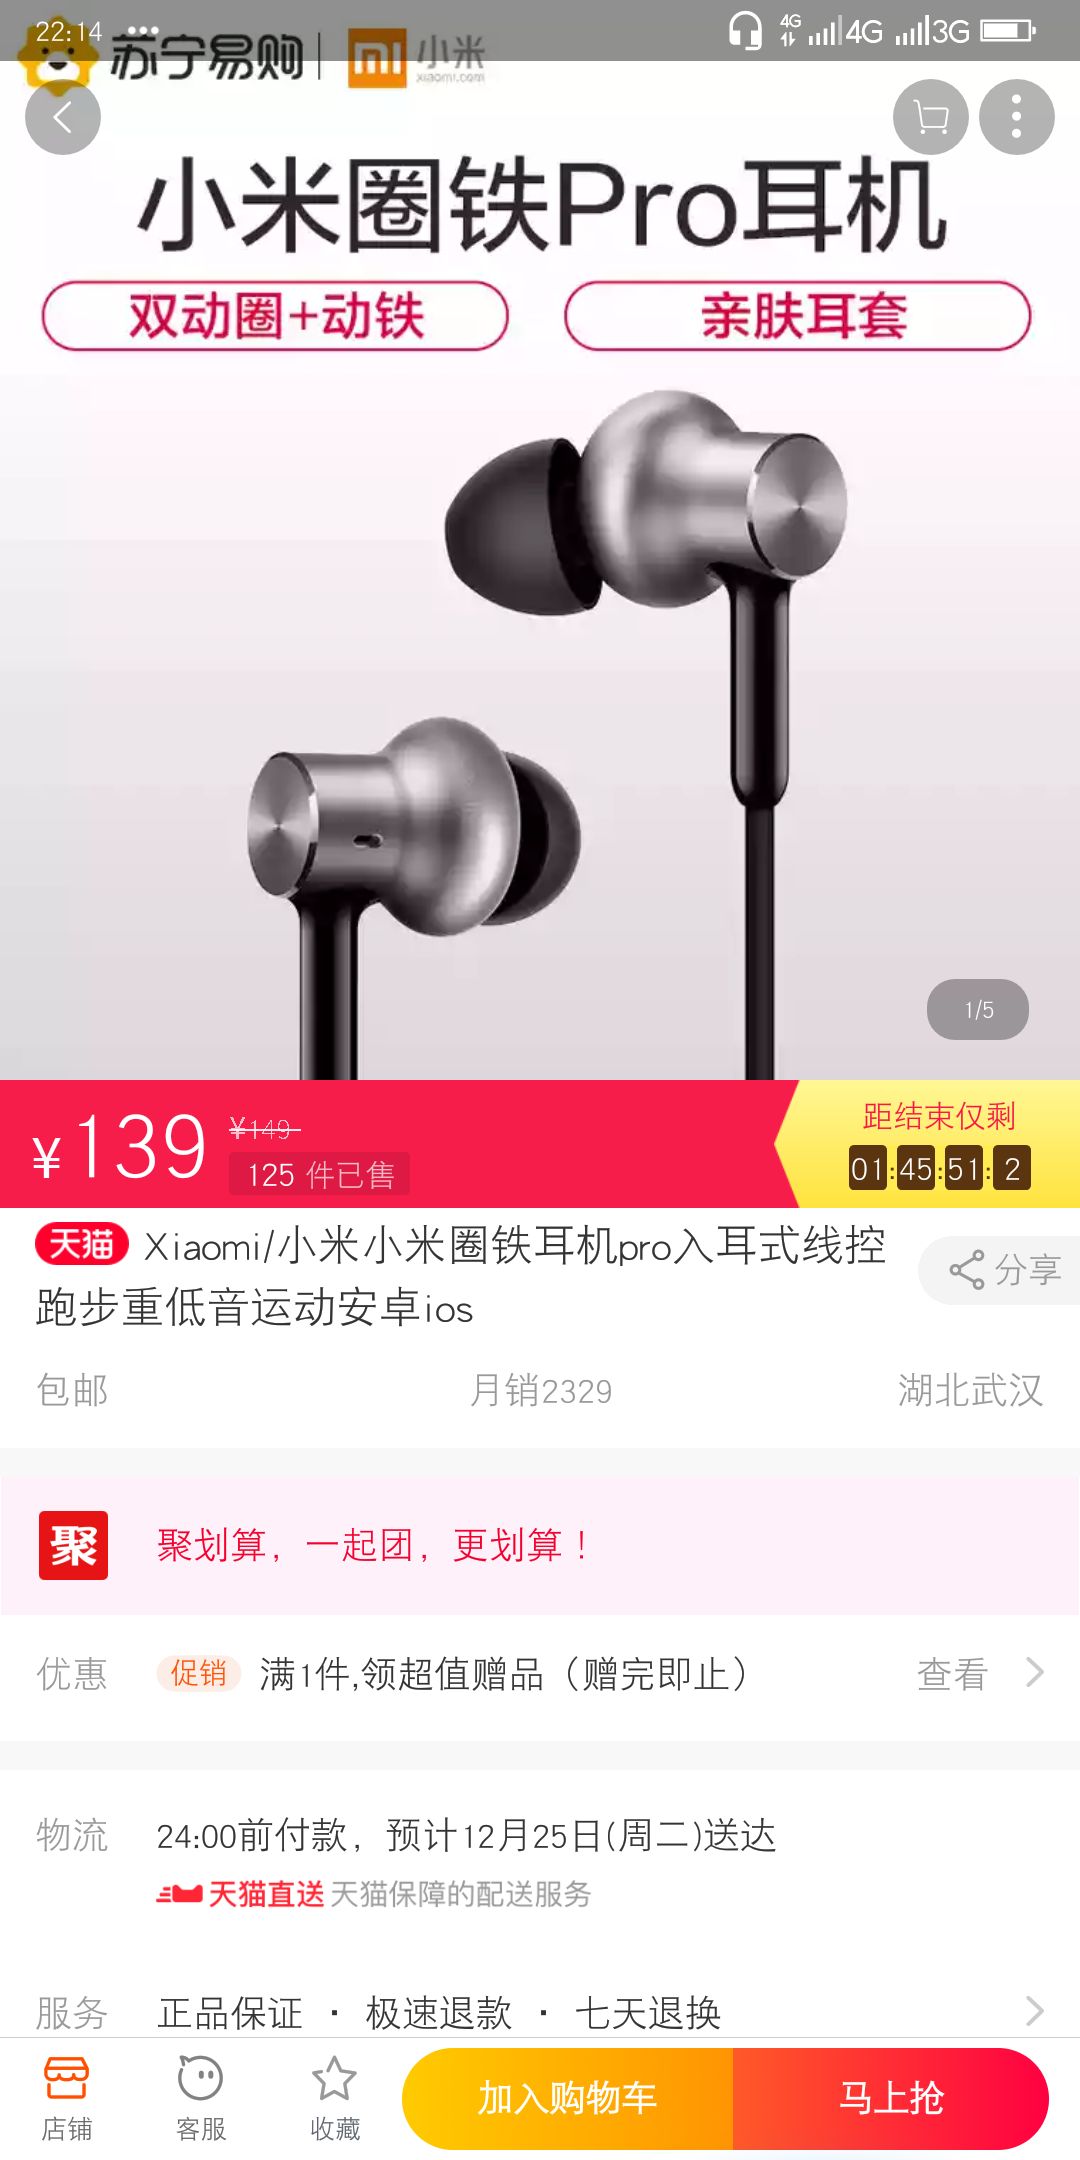 22:14 ••• 4G 4G 3G
苏宁易购 | mi 小米
xiaomi.com
小米圈铁Pro耳机
双动圈+动铁 亲肤耳套
1/5
¥139 ¥149
125 件已售
距结束仅剩
01:45:51:2
天猫 Xiaomi/小米小米圈铁耳机pro入耳式线控
跑步重低音运动安卓ios
分享
包邮 月销2329 湖北武汉
聚 聚划算，一起团，更划算！
优惠 促销 满1件,领超值赠品（赠完即止） 查看
物流 24:00前付款，预计12月25日(周二)送达
天猫直送 天猫保障的配送服务
服务 正品保证 · 极速退款 · 七天退换
店铺 客服 收藏 加入购物车 马上抢